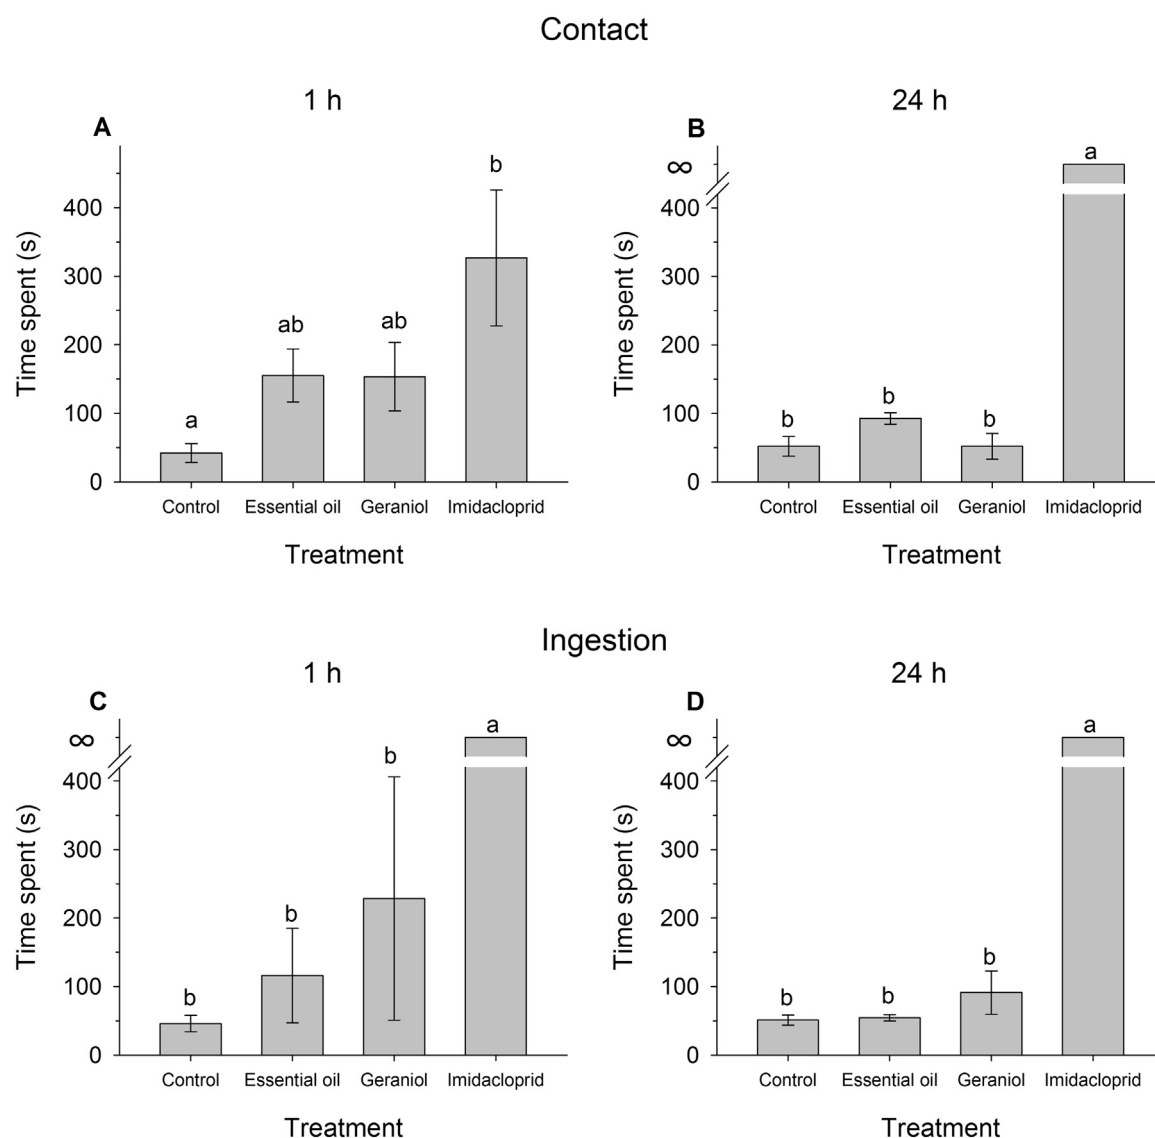 Contact
1 h
24 h
A
B
b
ab
ab
a
a
b
b
b
∞
400
300
200
100
0
400
300
200
100
0
Time spent (s)
Time spent (s)
Control Essential oil Geraniol Imidacloprid
Control Essential oil Geraniol Imidacloprid
Treatment
Treatment
Ingestion
1 h
24 h
C
D
a
b
b
b
a
b
b
b
∞
400
300
200
100
0
∞
400
300
200
100
0
Time spent (s)
Time spent (s)
Control Essential oil Geraniol Imidacloprid
Control Essential oil Geraniol Imidacloprid
Treatment
Treatment